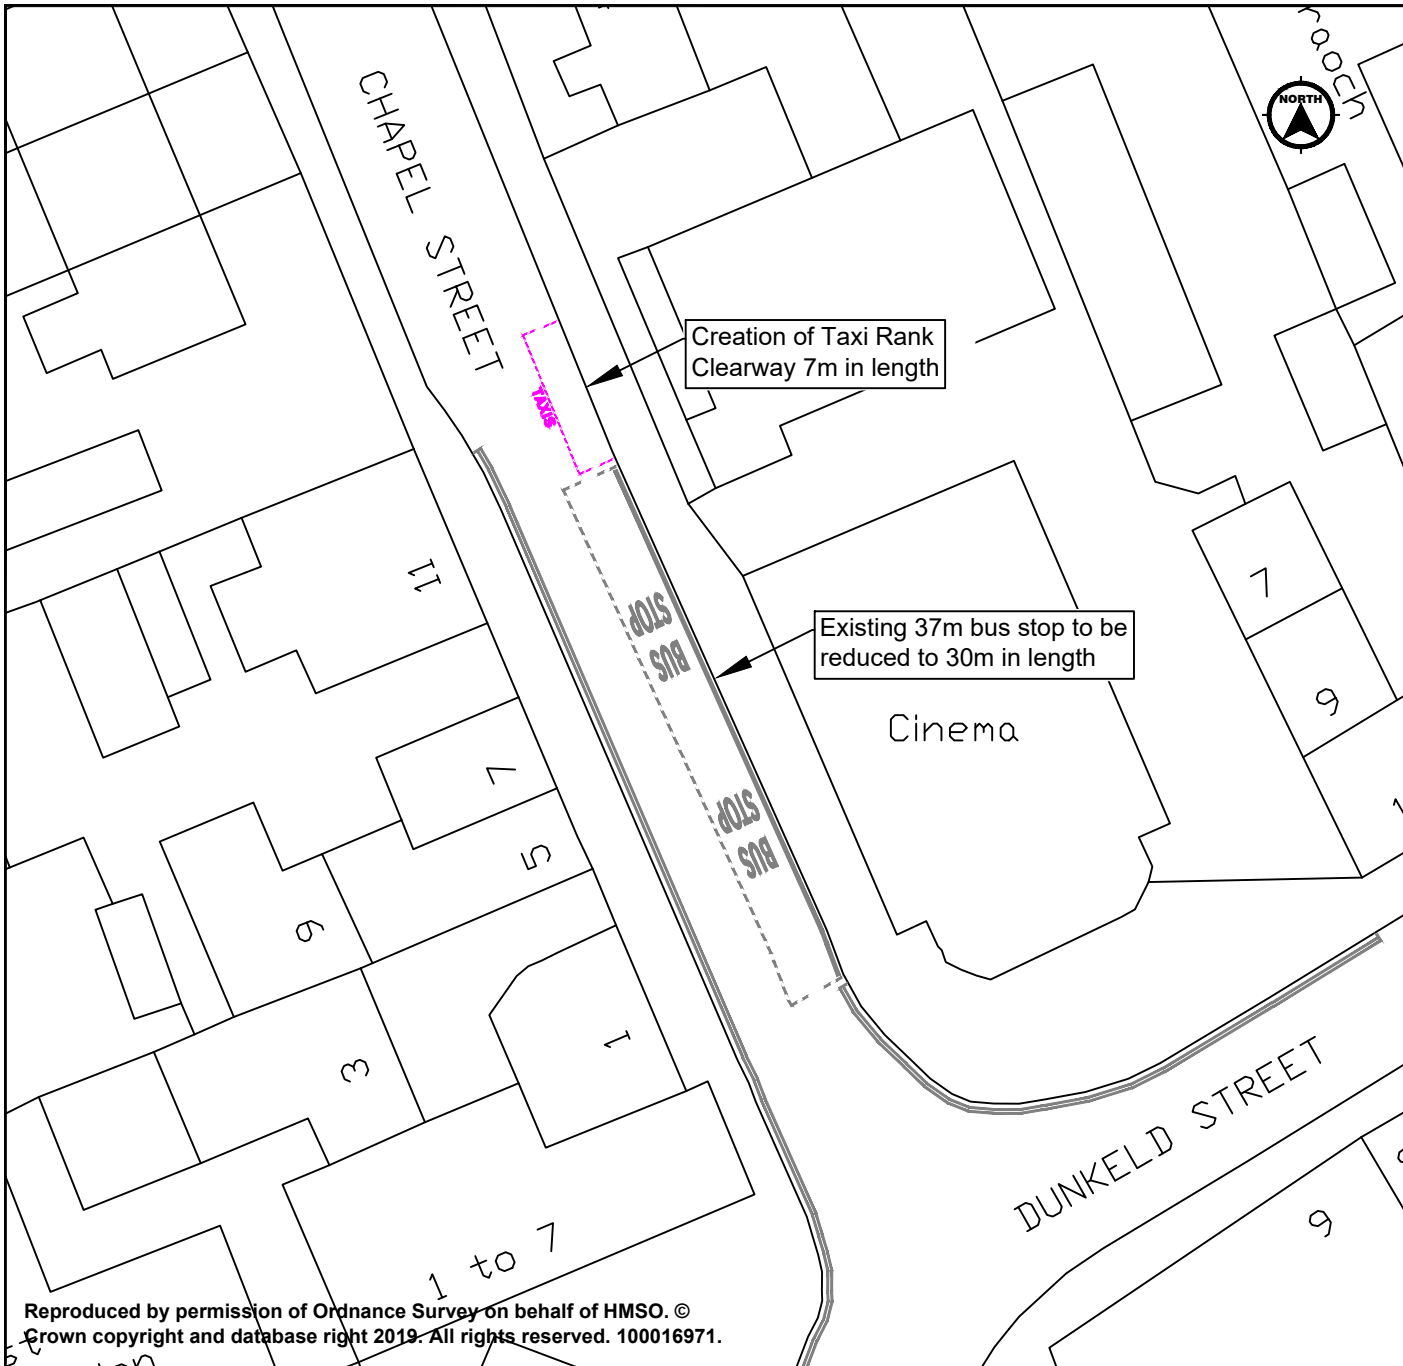 raoch
NORTH
CHAPEL STREET
Creation of Taxi Rank
Clearway 7m in length
TAXIS
11
7
Existing 37m bus stop to be
reduced to 30m in length
STOP
BUS
9
Cinema
7
STOP
BUS
5
9
3
1
DUNKELD STREET
9
1 to 7
Reproduced by permission of Ordnance Survey on behalf of HMSO. ©
Crown copyright and database right 2019. All rights reserved. 100016971.